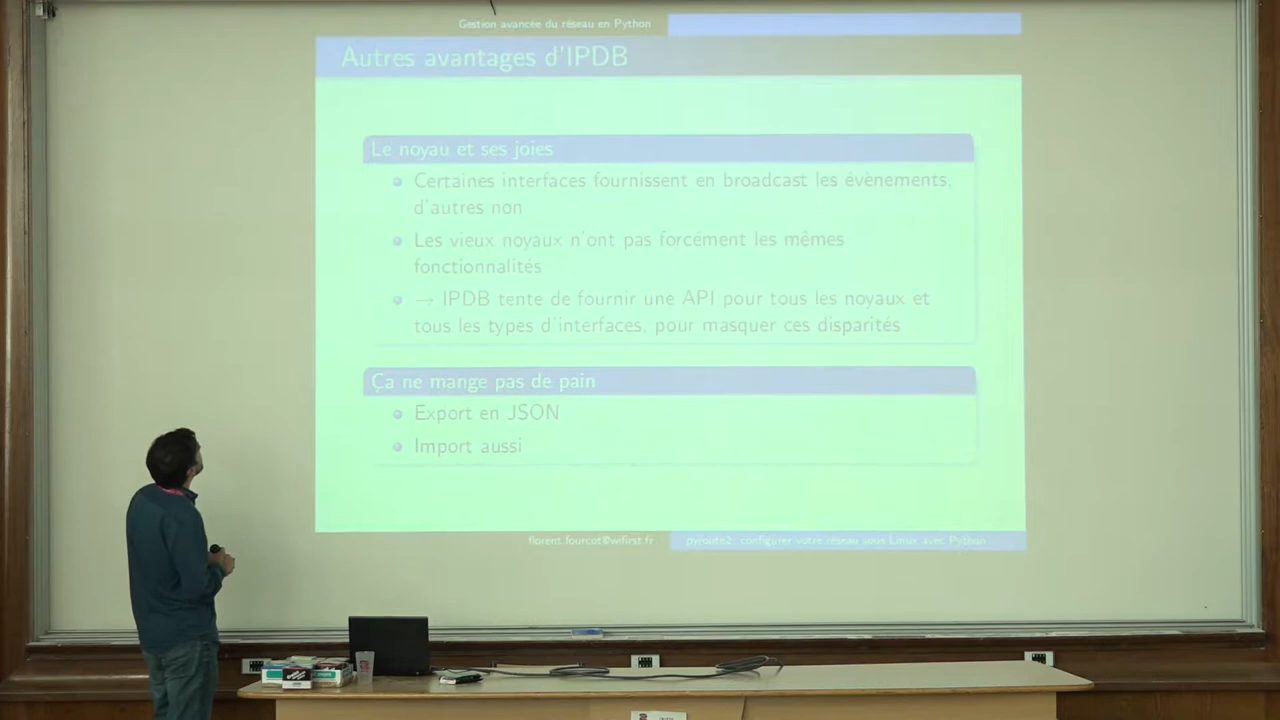 Gestion avancée du réseau en Python
Autres avantages d'IPDB
Le noyau et ses joies
Certaines interfaces fournissent en broadcast les évènements,
d'autres non
Les vieux noyaux n'ont pas forcément les mêmes
fonctionnalités
→ IPDB tente de fournir une API pour tous les noyaux et
tous les types d'interfaces, pour masquer ces disparités
Ça ne mange pas de pain
Export en JSON
Import aussi
florent.fourcot@wifirst.fr
pyroute2: configurer votre réseau sous Linux avec Python